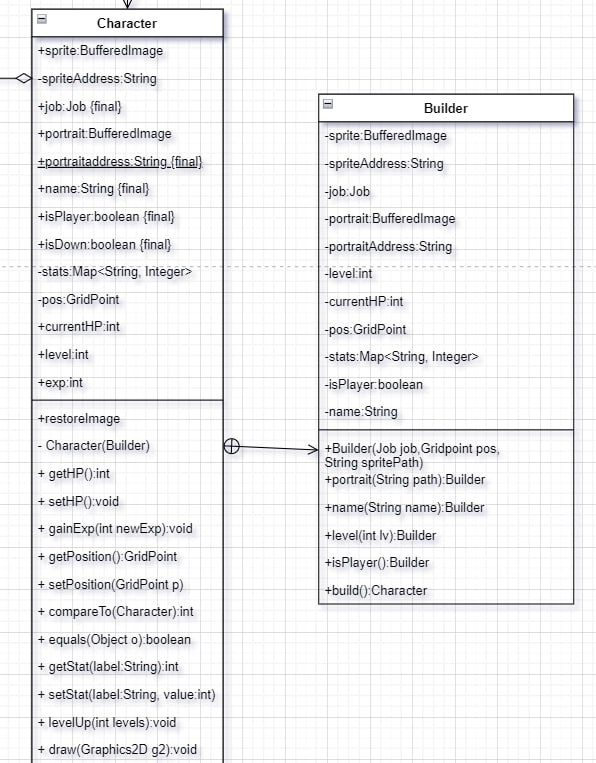 Character
+sprite:BufferedImage
-spriteAddress:String
+job:Job {final}
+portrait:BufferedImage
+portraitaddress:String {final}
+name:String {final}
+isPlayer:boolean {final}
+isDown:boolean {final}
-stats:Map<String, Integer>
-pos:GridPoint
+currentHP:int
+level:int
+exp:int
+restoreImage
- Character(Builder)
+ getHP():int
+ setHP():void
+ gainExp(int newExp):void
+ getPosition():GridPoint
+ setPosition(GridPoint p)
+ compareTo(Character):int
+ equals(Object o):boolean
+ getStat(label:String):int
+ setStat(label:String, value:int)
+ levelUp(int levels):void
+ draw(Graphics2D g2):void
Builder
-sprite:BufferedImage
-spriteAddress:String
-job:Job
-portrait:BufferedImage
-portraitAddress:String
-level:int
-currentHP:int
-pos:GridPoint
-stats:Map<String, Integer>
-isPlayer:boolean
-name:String
+Builder(Job job,Gridpoint pos,
String spritePath)
+portrait(String path):Builder
+name(String name):Builder
+level(int lv):Builder
+isPlayer():Builder
+build():Character